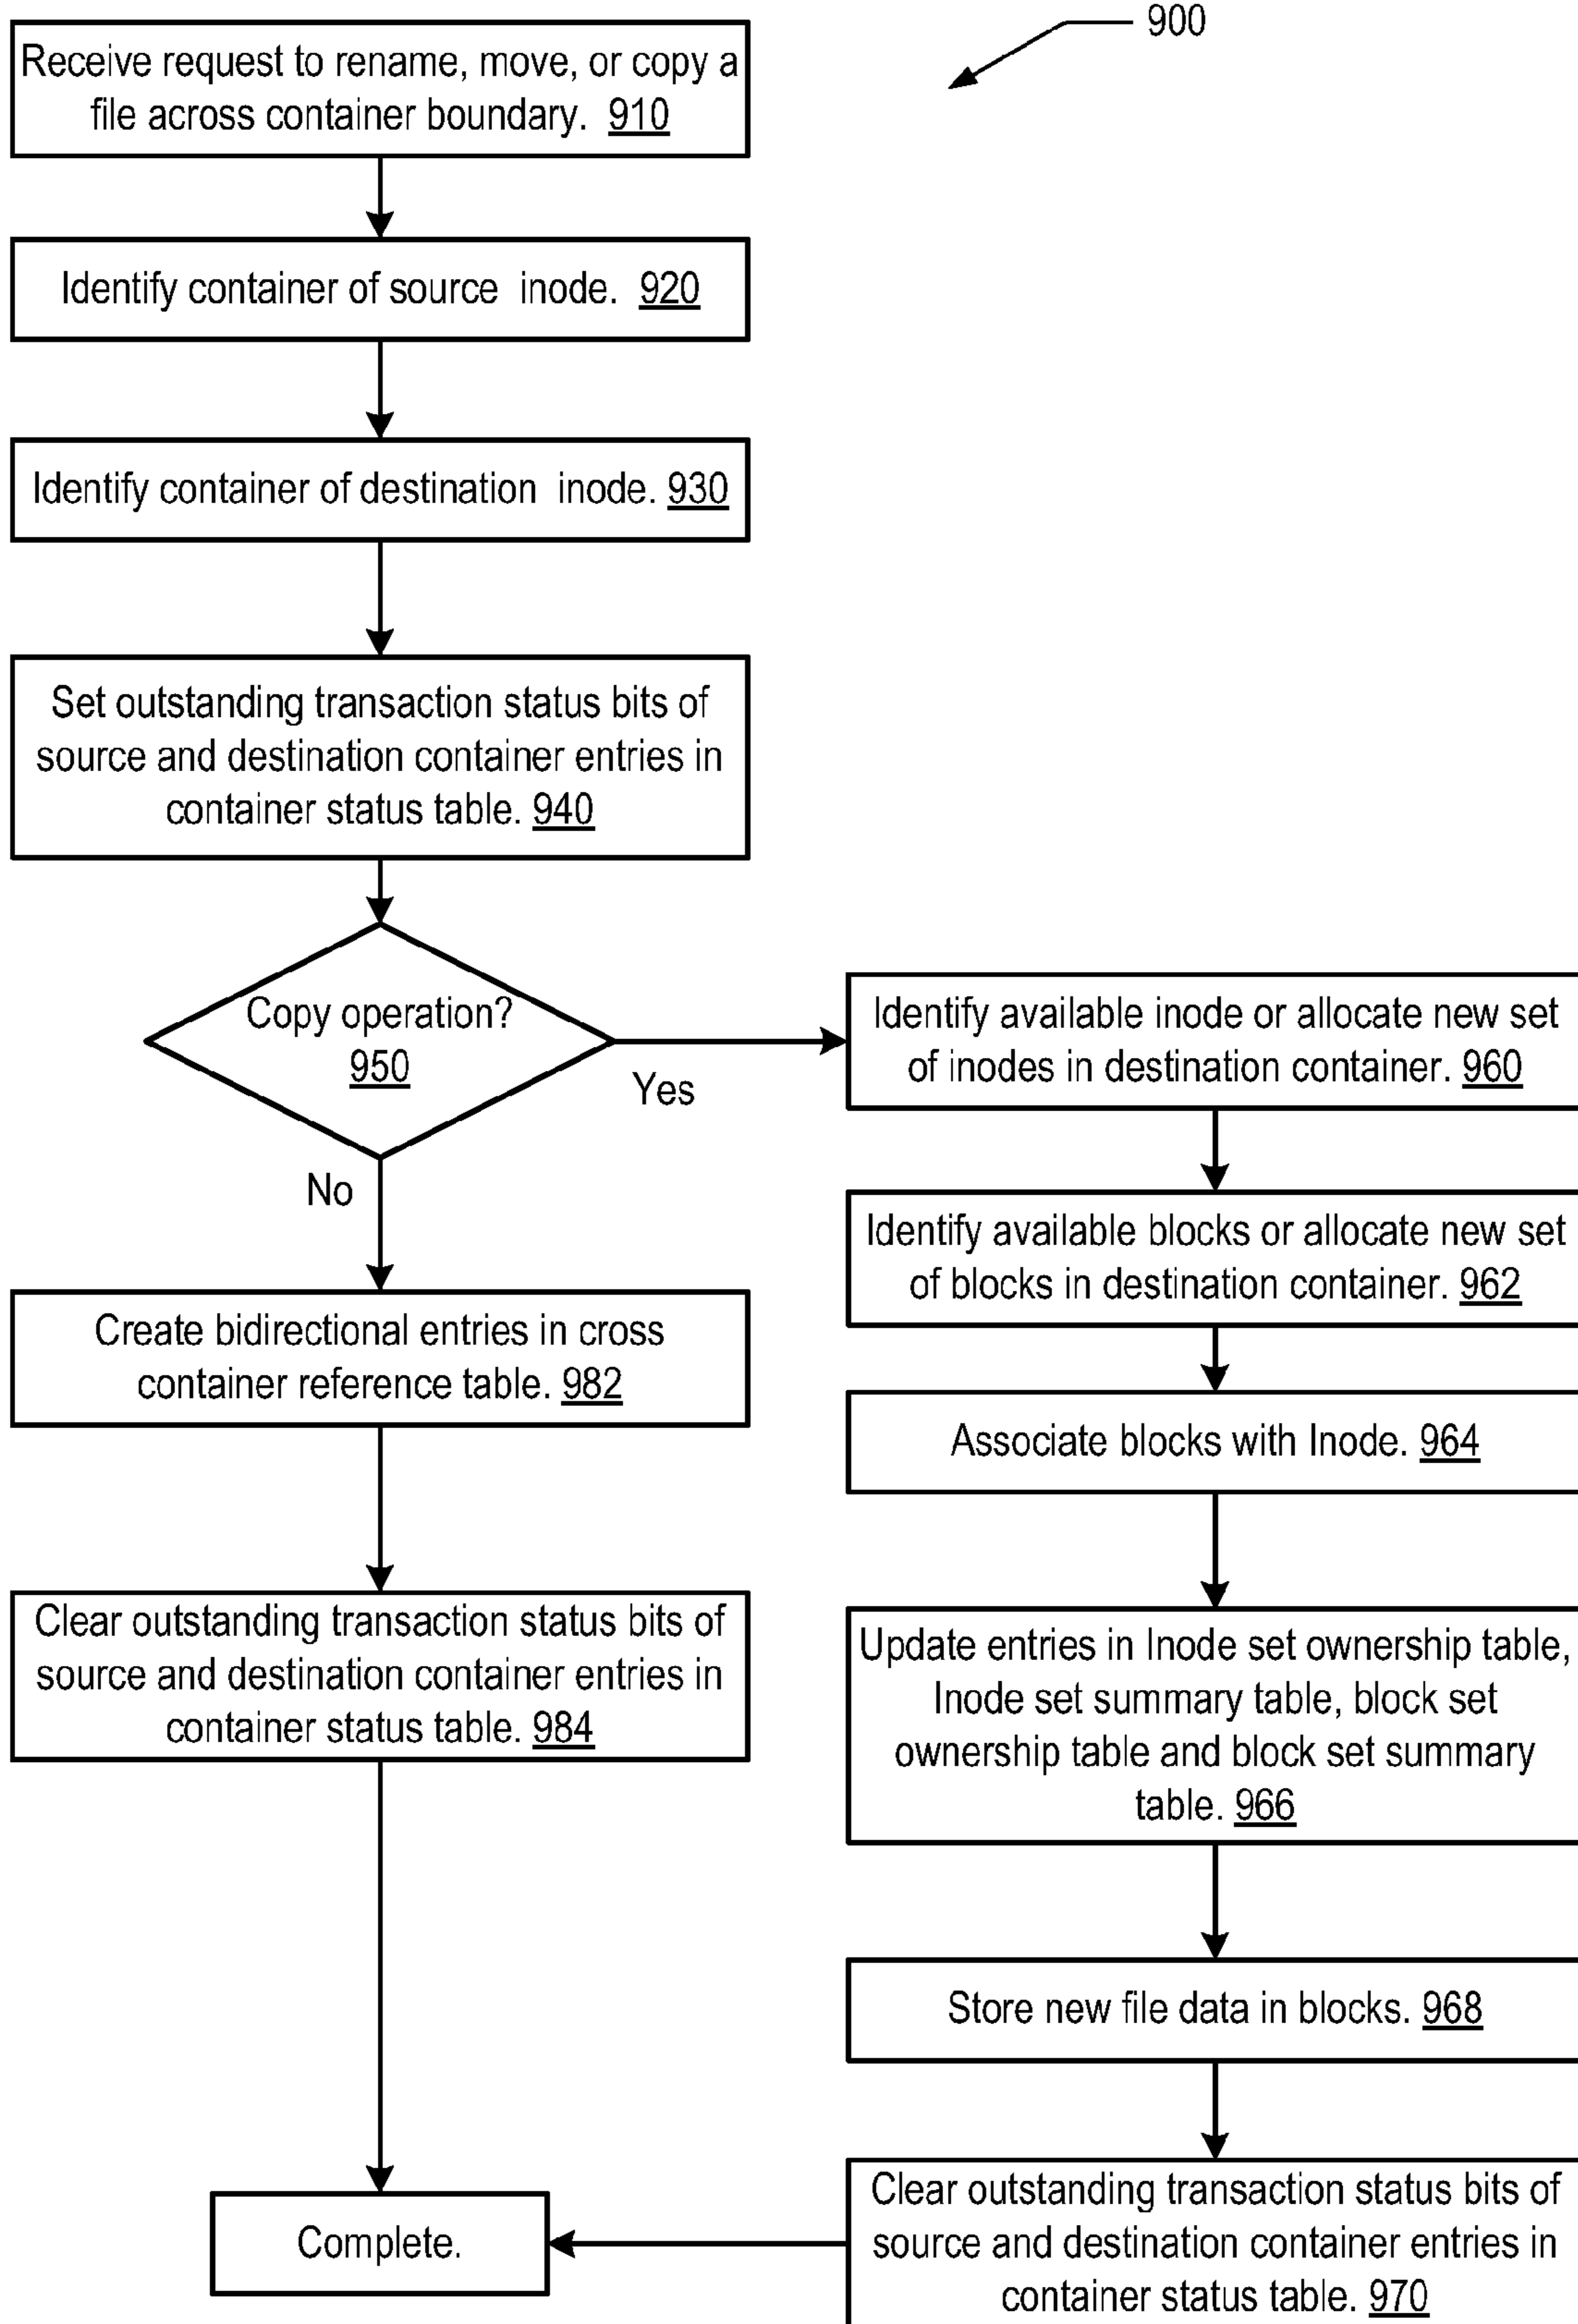 900
Receive request to rename, move, or copy a
file across container boundary. 910
Identify container of source inode. 920
Identify container of destination inode. 930
Set outstanding transaction status bits of
source and destination container entries in
container status table. 940
Copy operation?
950
Yes
No
Create bidirectional entries in cross
container reference table. 982
Clear outstanding transaction status bits of
source and destination container entries in
container status table. 984
Identify available inode or allocate new set
of inodes in destination container. 960
Identify available blocks or allocate new set
of blocks in destination container. 962
Associate blocks with Inode. 964
Update entries in Inode set ownership table,
Inode set summary table, block set
ownership table and block set summary
table. 966
Store new file data in blocks. 968
Clear outstanding transaction status bits of
source and destination container entries in
container status table. 970
Complete.